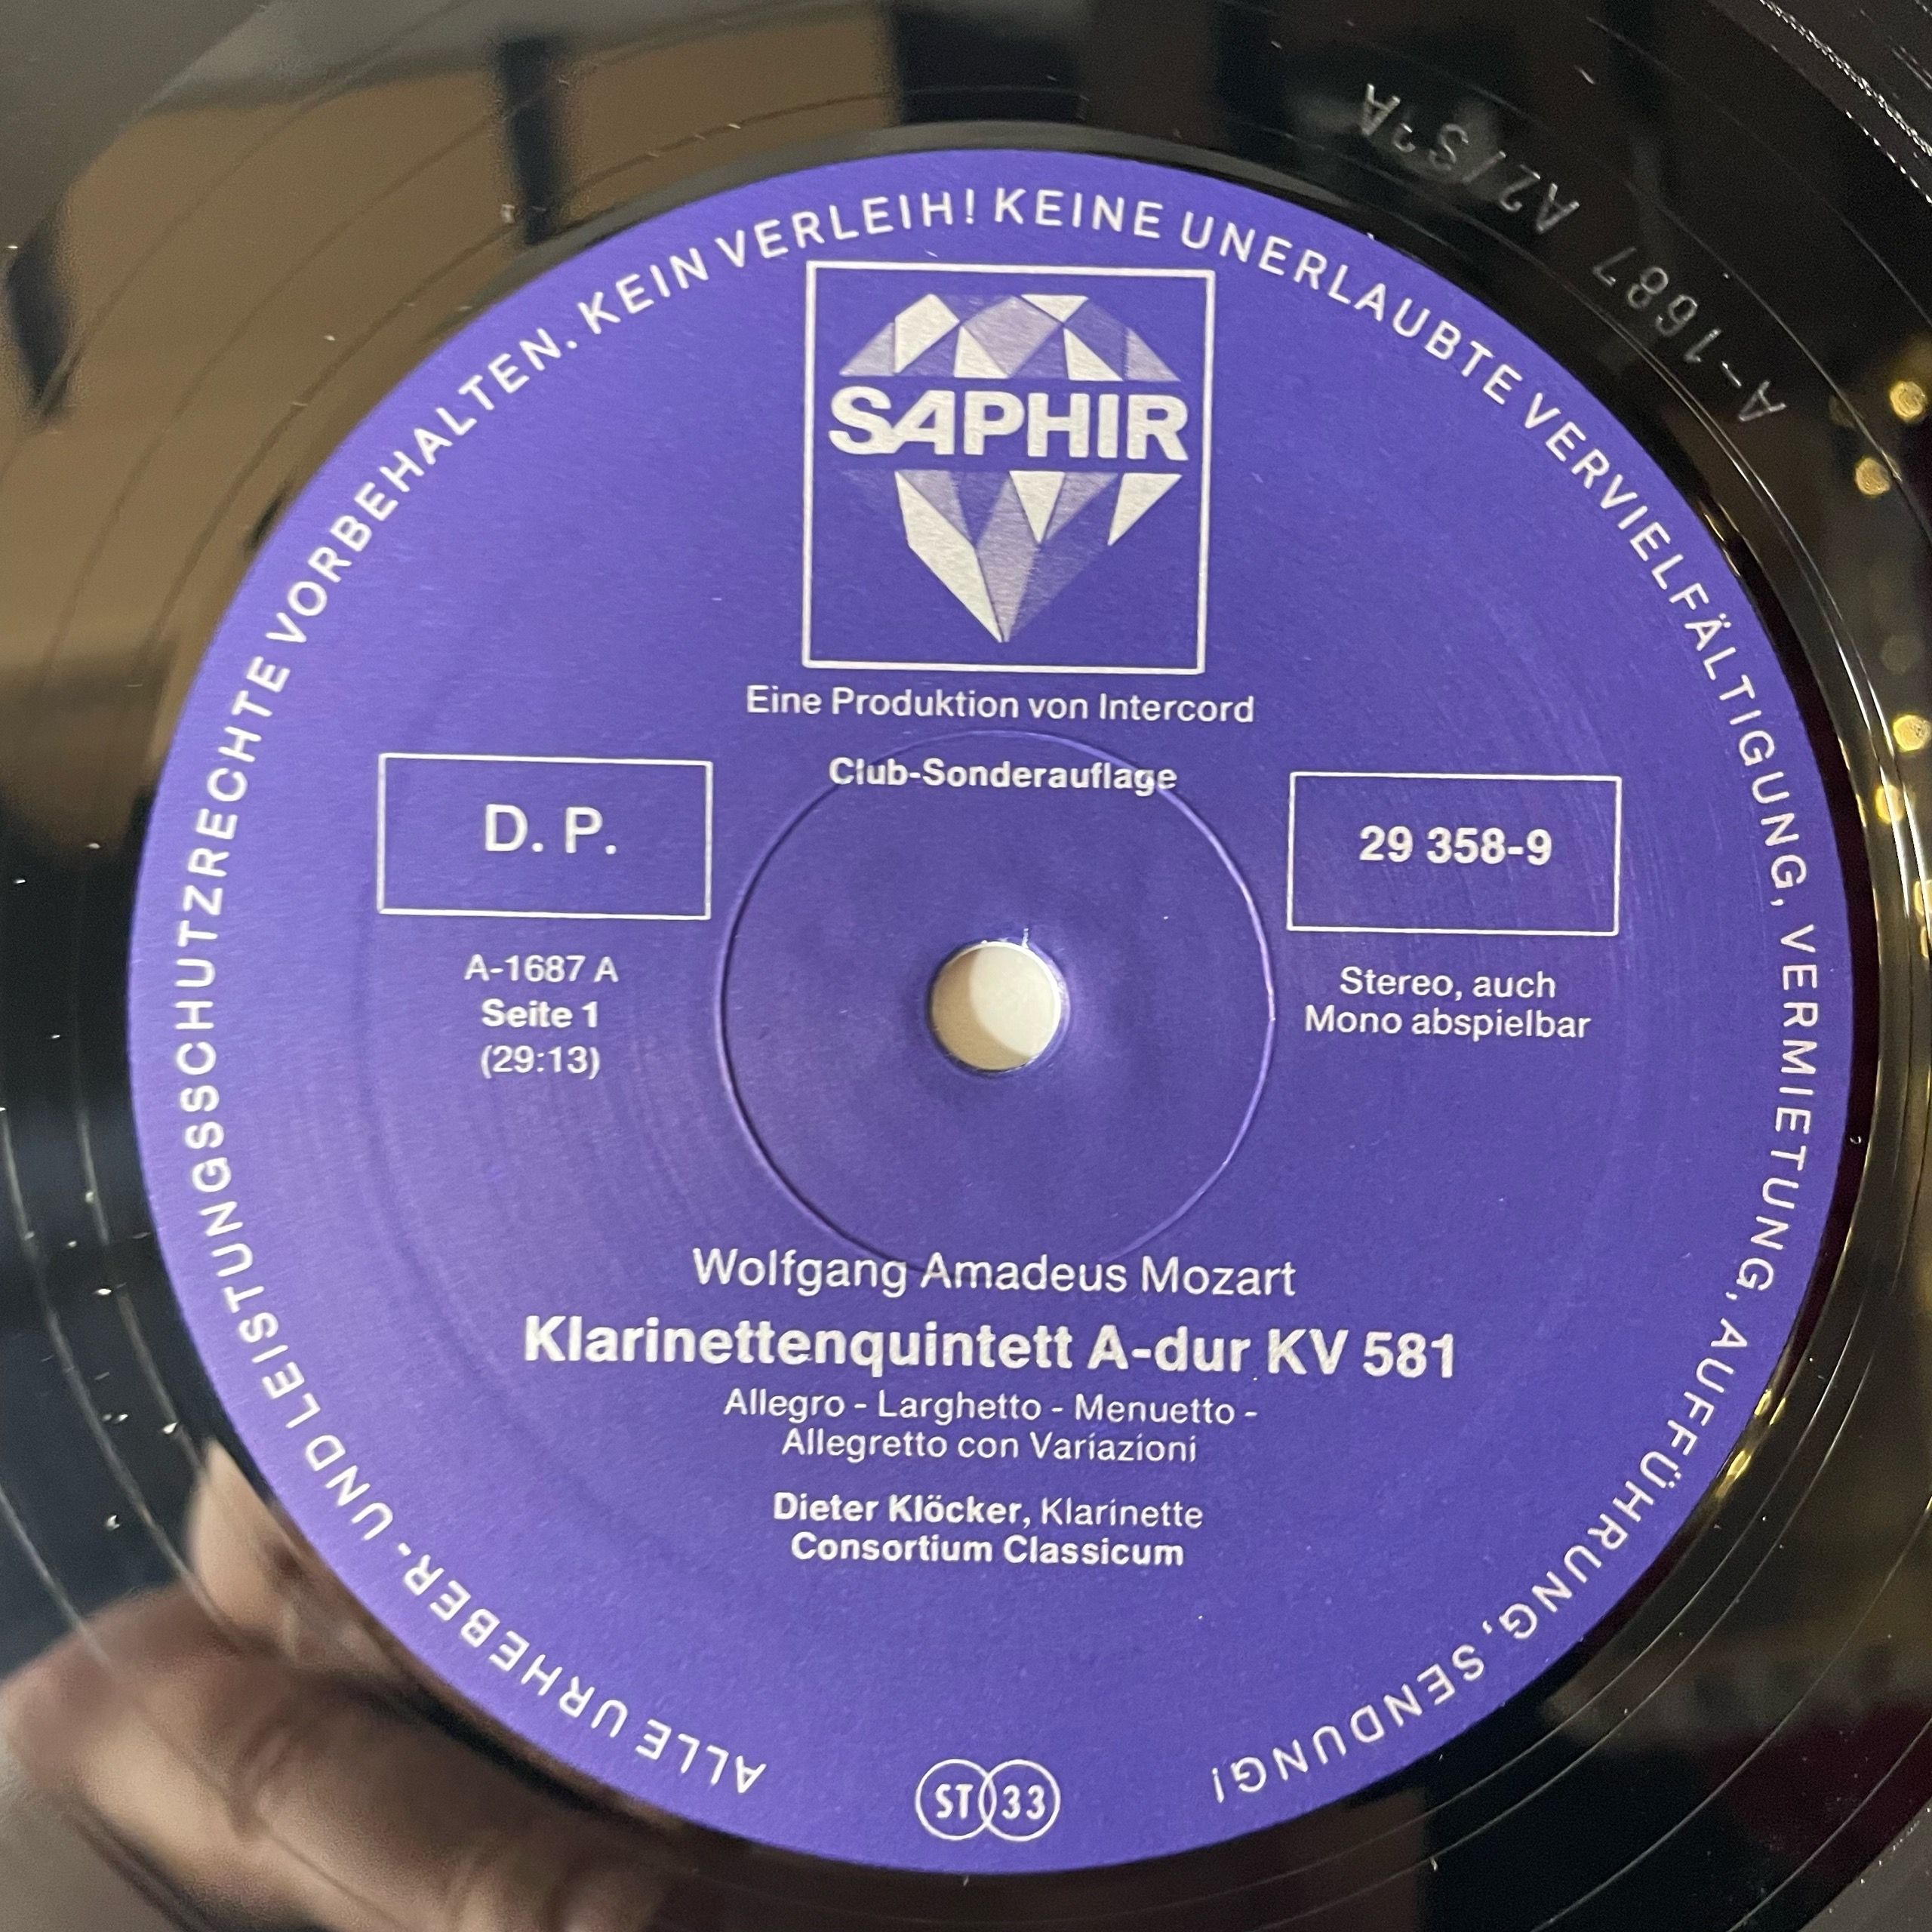 ALLE URHEBER- UND LEISTUNGSSCHUTZRECHTE VORBEHALTEN. KEIN VERLEIH! KEINE UNERLAUBTE VERVIELFÄLTIGUNG, VERMIETUNG, AUFFÜHRUNG, SENDUNG!
SAPHIR
Eine Produktion von Intercord
Club-Sonderauflage
D. P.
29 358-9
A-1687 A
Seite 1
(29:13)
Stereo, auch
Mono abspielbar
Wolfgang Amadeus Mozart
Klarinettenquintett A-dur KV 581
Allegro - Larghetto - Menuetto -
Allegretto con Variazioni
Dieter Klöcker, Klarinette
Consortium Classicum
ST 33
A-1687 A2/S